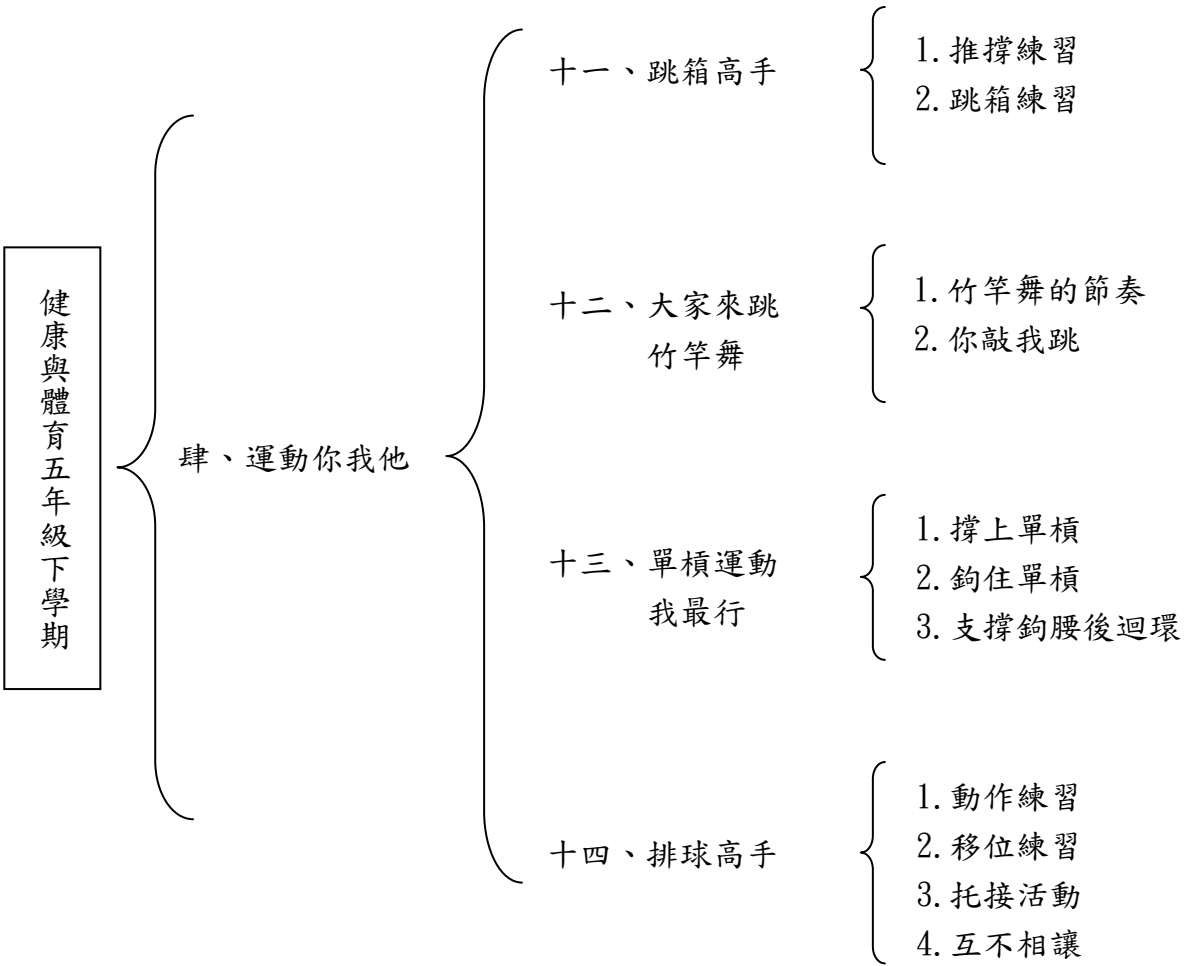 健康與體育五年級下學期
肆、運動你我他
十一、跳箱高手
1.推撐練習
2.跳箱練習
十二、大家來跳
竹竿舞
1.竹竿舞的節奏
2.你敲我跳
十三、單槓運動
我最行
1.撐上單槓
2.鉤住單槓
3.支撐鉤腰後迴環
十四、排球高手
1.動作練習
2.移位練習
3.托接活動
4.互不相讓